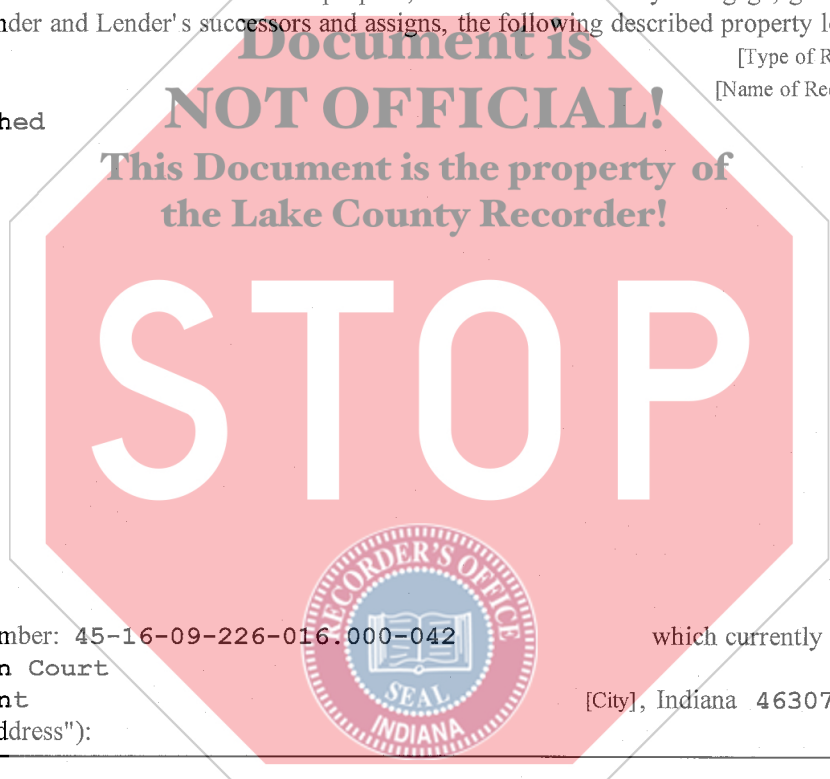 nder and Lender's successors and assigns, the following described property l
Document is
[Type of R
NOT OFFICIAL!
[Name of Re
hed
This Document is the property of
the Lake County Recorder!
STOP
RECORDER'S OFFICE
mber: 45-16-09-226-016.000-042 which currently
n Court
nt [City], Indiana 46307
SEAL
ddress"):
INDIANA